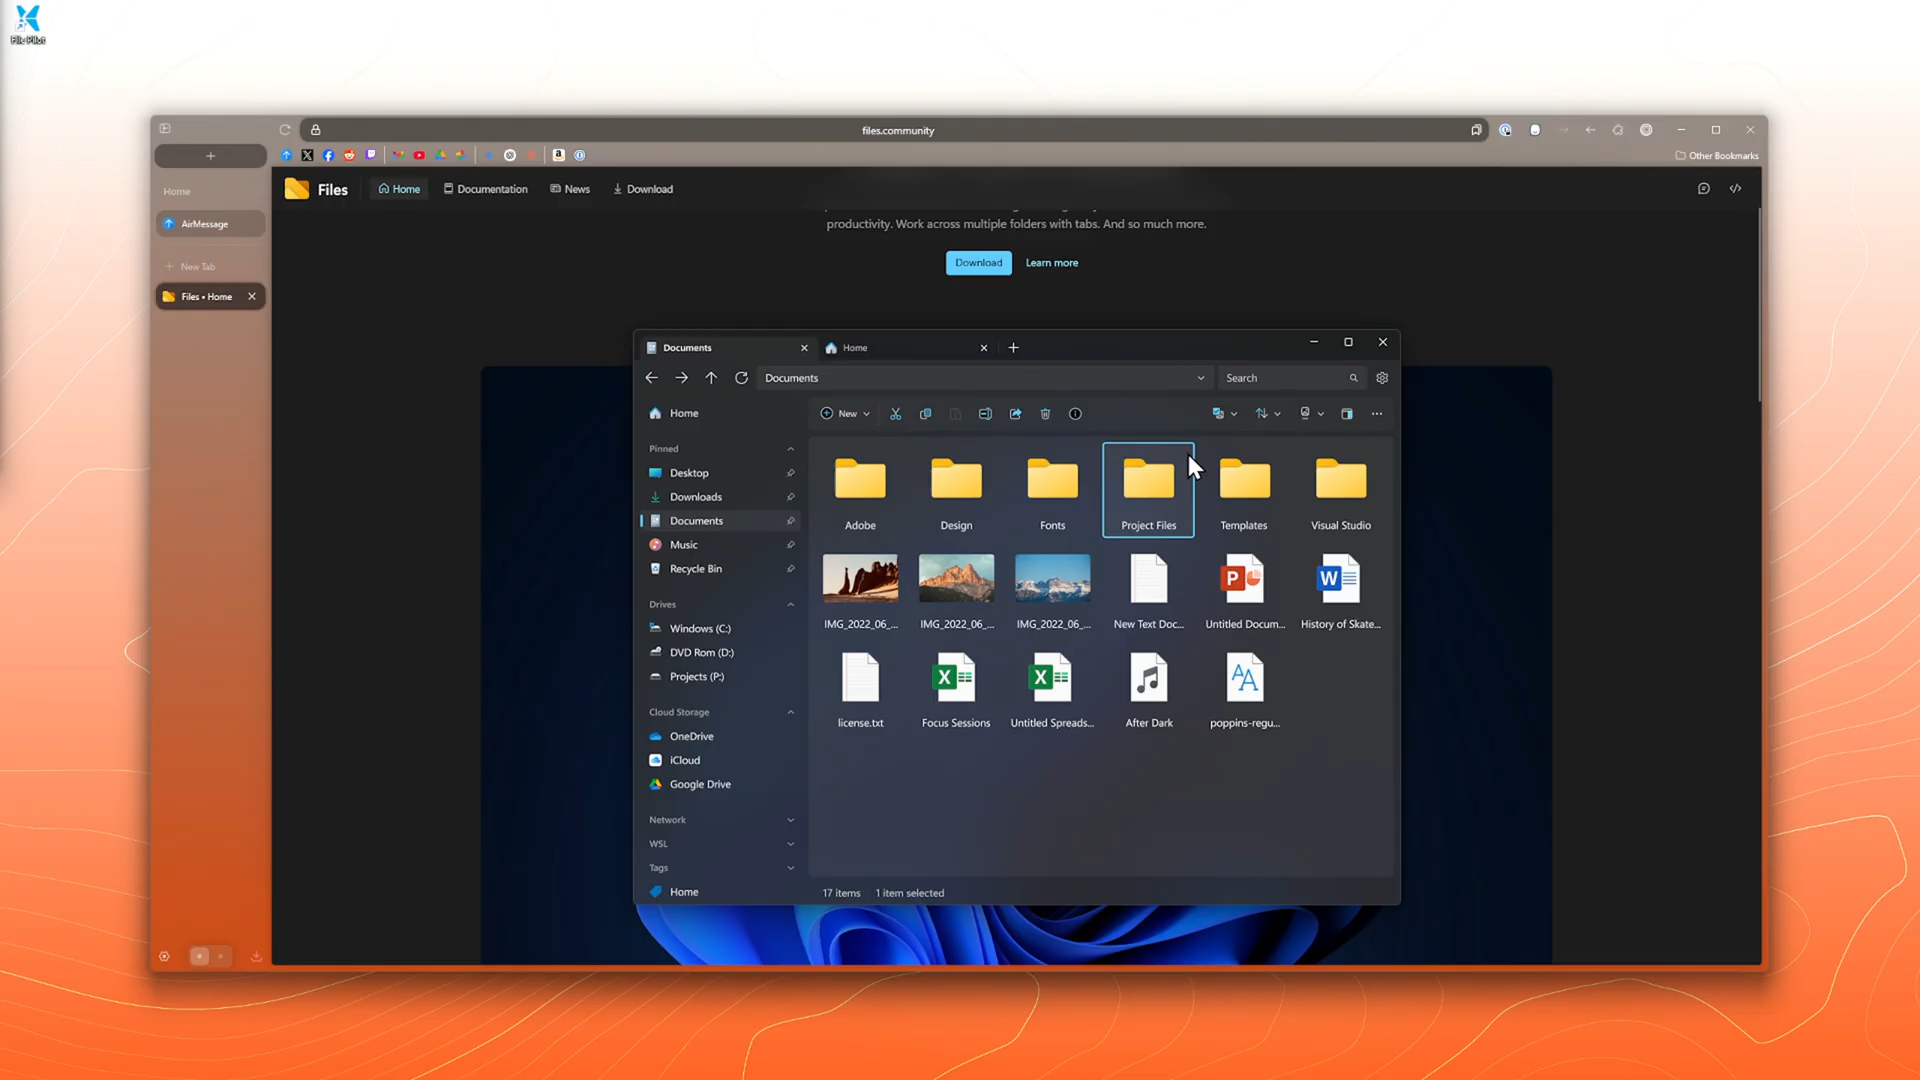 File Pilot
files.community
Other Bookmarks
Home
AirMessage
New Tab
Files • Home
Files
Home
Documentation
News
Download
productivity. Work across multiple folders with tabs. And so much more.
Download
Learn more
Documents
Home
Documents
Search
Home
New
Pinned
Desktop
Downloads
Documents
Music
Recycle Bin
Drives
Windows (C:)
DVD Rom (D:)
Projects (P:)
Cloud Storage
OneDrive
iCloud
Google Drive
Network
WSL
Tags
Home
Adobe
Design
Fonts
Project Files
Templates
Visual Studio
IMG_2022_06_...
IMG_2022_06_...
IMG_2022_06_...
New Text Doc...
Untitled Docum...
History of Skate...
license.txt
Focus Sessions
Untitled Spreads...
After Dark
poppins-regu...
17 items
1 item selected